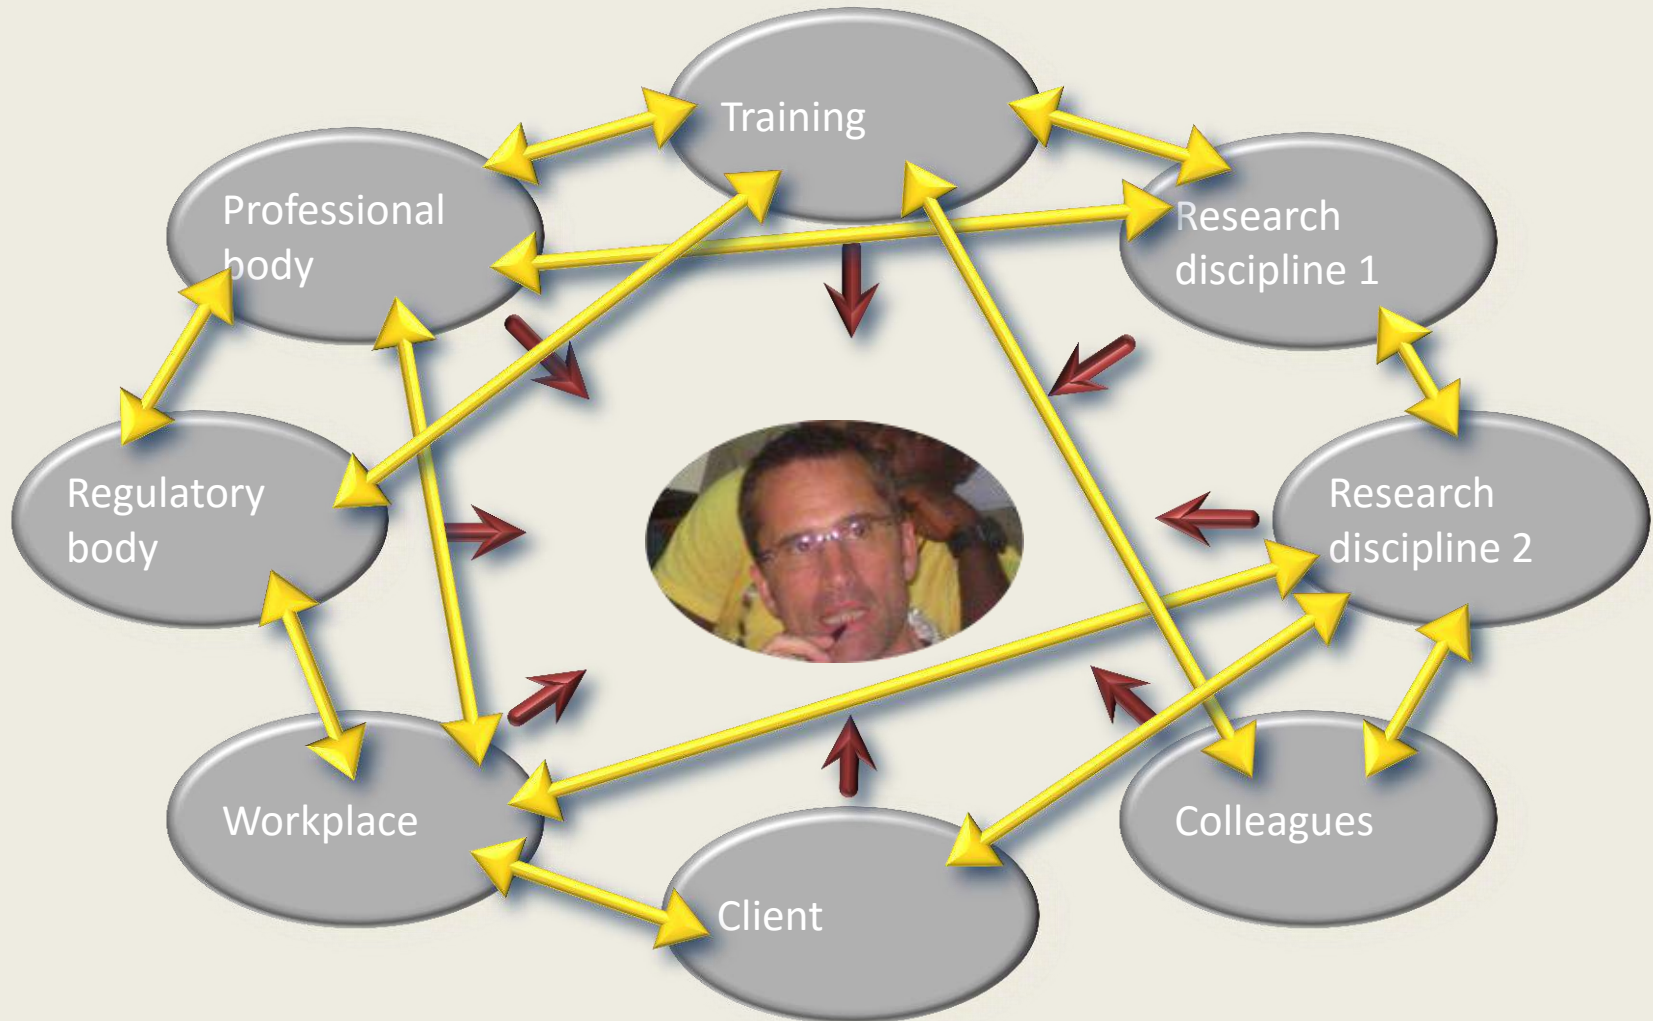 Training
Professional
body
Research
discipline 1
Regulatory
body
Research
discipline 2
Workplace
Colleagues
Client